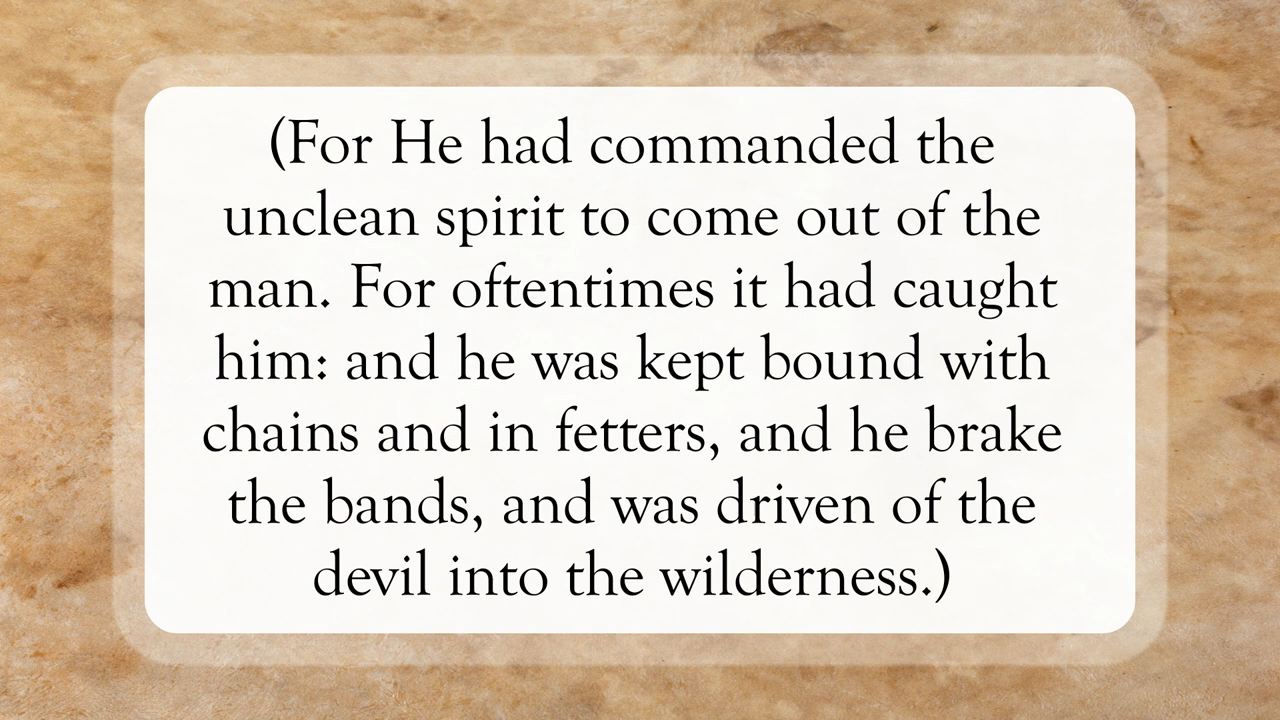 (For He had commanded the
unclean spirit to come out of the
man. For oftentimes it had caught
him: and he was kept bound with
chains and in fetters, and he brake
the bands, and was driven of the
devil into the wilderness.)